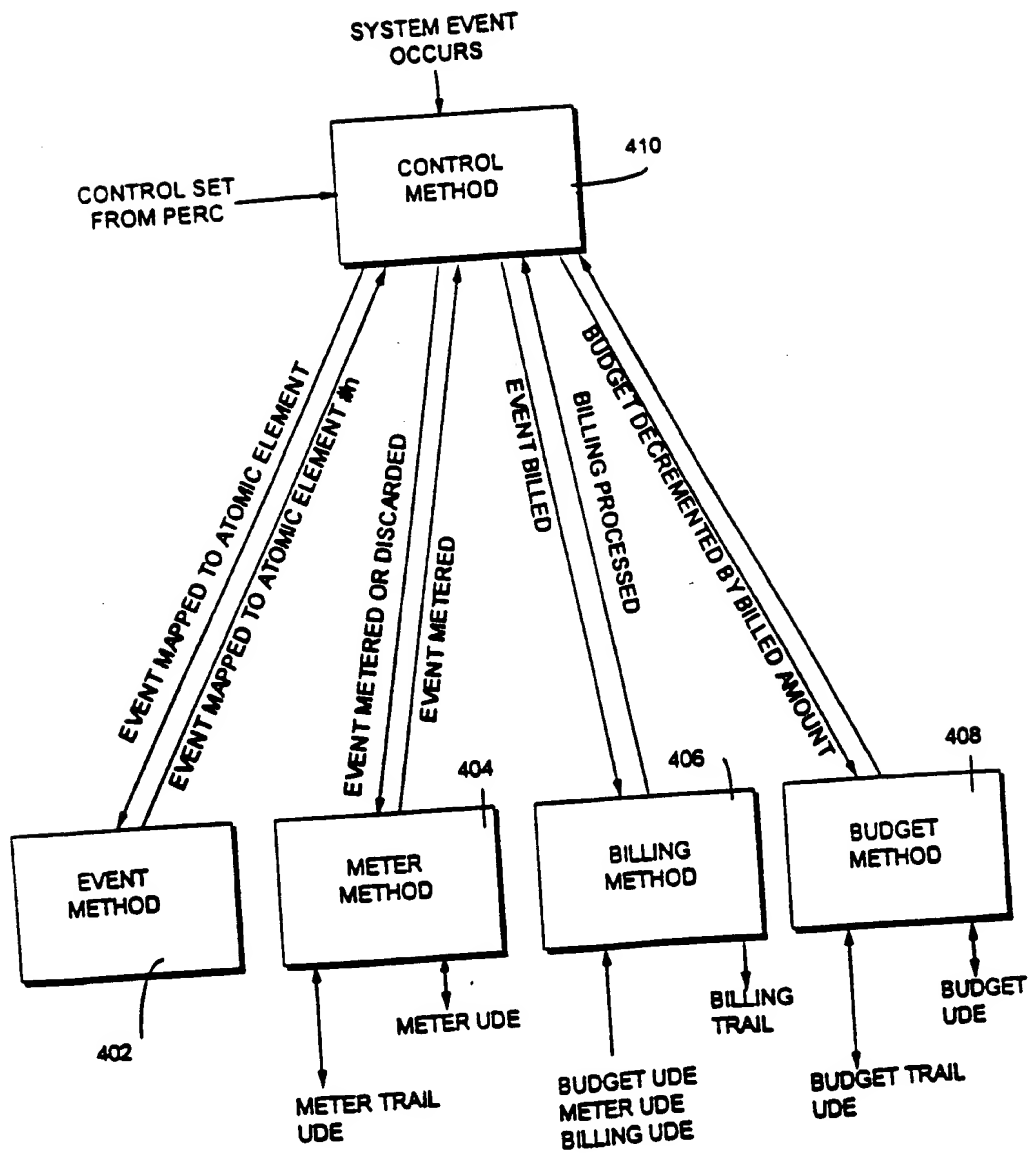 SYSTEM EVENT
OCCURS
410
CONTROL
METHOD
CONTROL SET
FROM PERC
EVENT MAPPED TO ATOMIC ELEMENT
EVENT MAPPED TO ATOMIC ELEMENT
EVENT METERED OR DISCARDED
EVENT METERED
EVENT BILLED
BILLING PROCESSED
BUDGET DECREMENTED BY BILLED AMOUNT
404
406
408
EVENT
METHOD
METER
METHOD
BILLING
METHOD
BUDGET
METHOD
402
METER UDE
METER TRAIL
UDE
BILLING
TRAIL
BUDGET UDE
METER UDE
BILLING UDE
BUDGET
UDE
BUDGET TRAIL
UDE